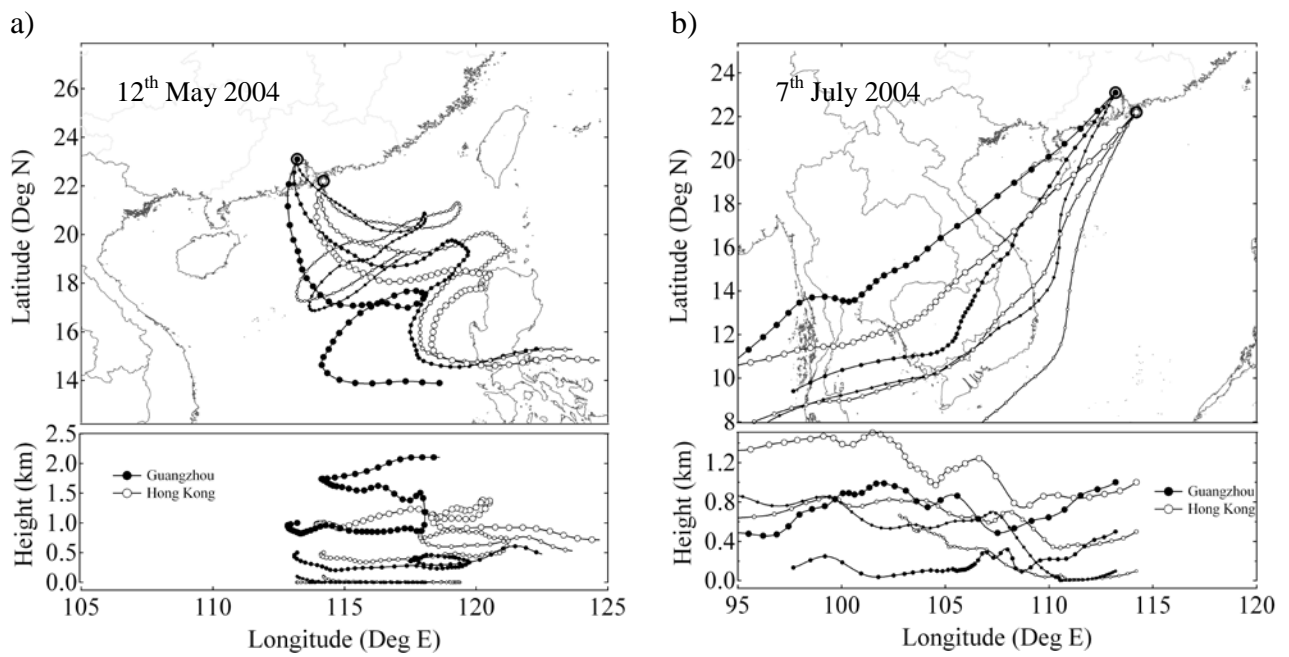 a)
12th May 2004
Latitude (Deg N)
26
24
22
20
18
16
14
Height (km)
2.5
2.0
1.5
1.0
0.5
0.0
Guangzhou
Hong Kong
105 110 115 120 125
Longitude (Deg E)
b)
7th July 2004
Latitude (Deg N)
24
22
20
18
16
14
12
10
8
Height (km)
1.2
0.8
0.4
0.0
Guangzhou
Hong Kong
95 100 105 110 115 120
Longitude (Deg E)